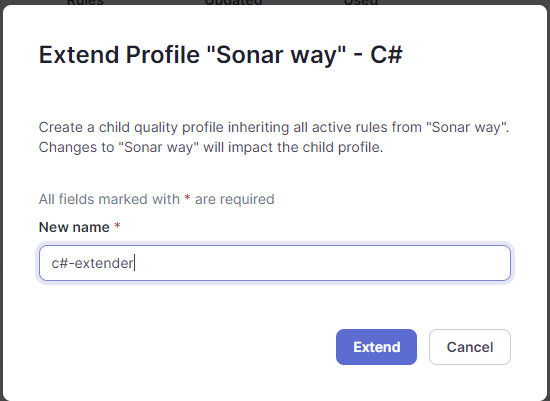 Rules Updated Used
Extend Profile "Sonar way" - C#
Create a child quality profile inheriting all active rules from "Sonar way".
Changes to "Sonar way" will impact the child profile.
All fields marked with * are required
New name *
c#-extender
Extend Cancel